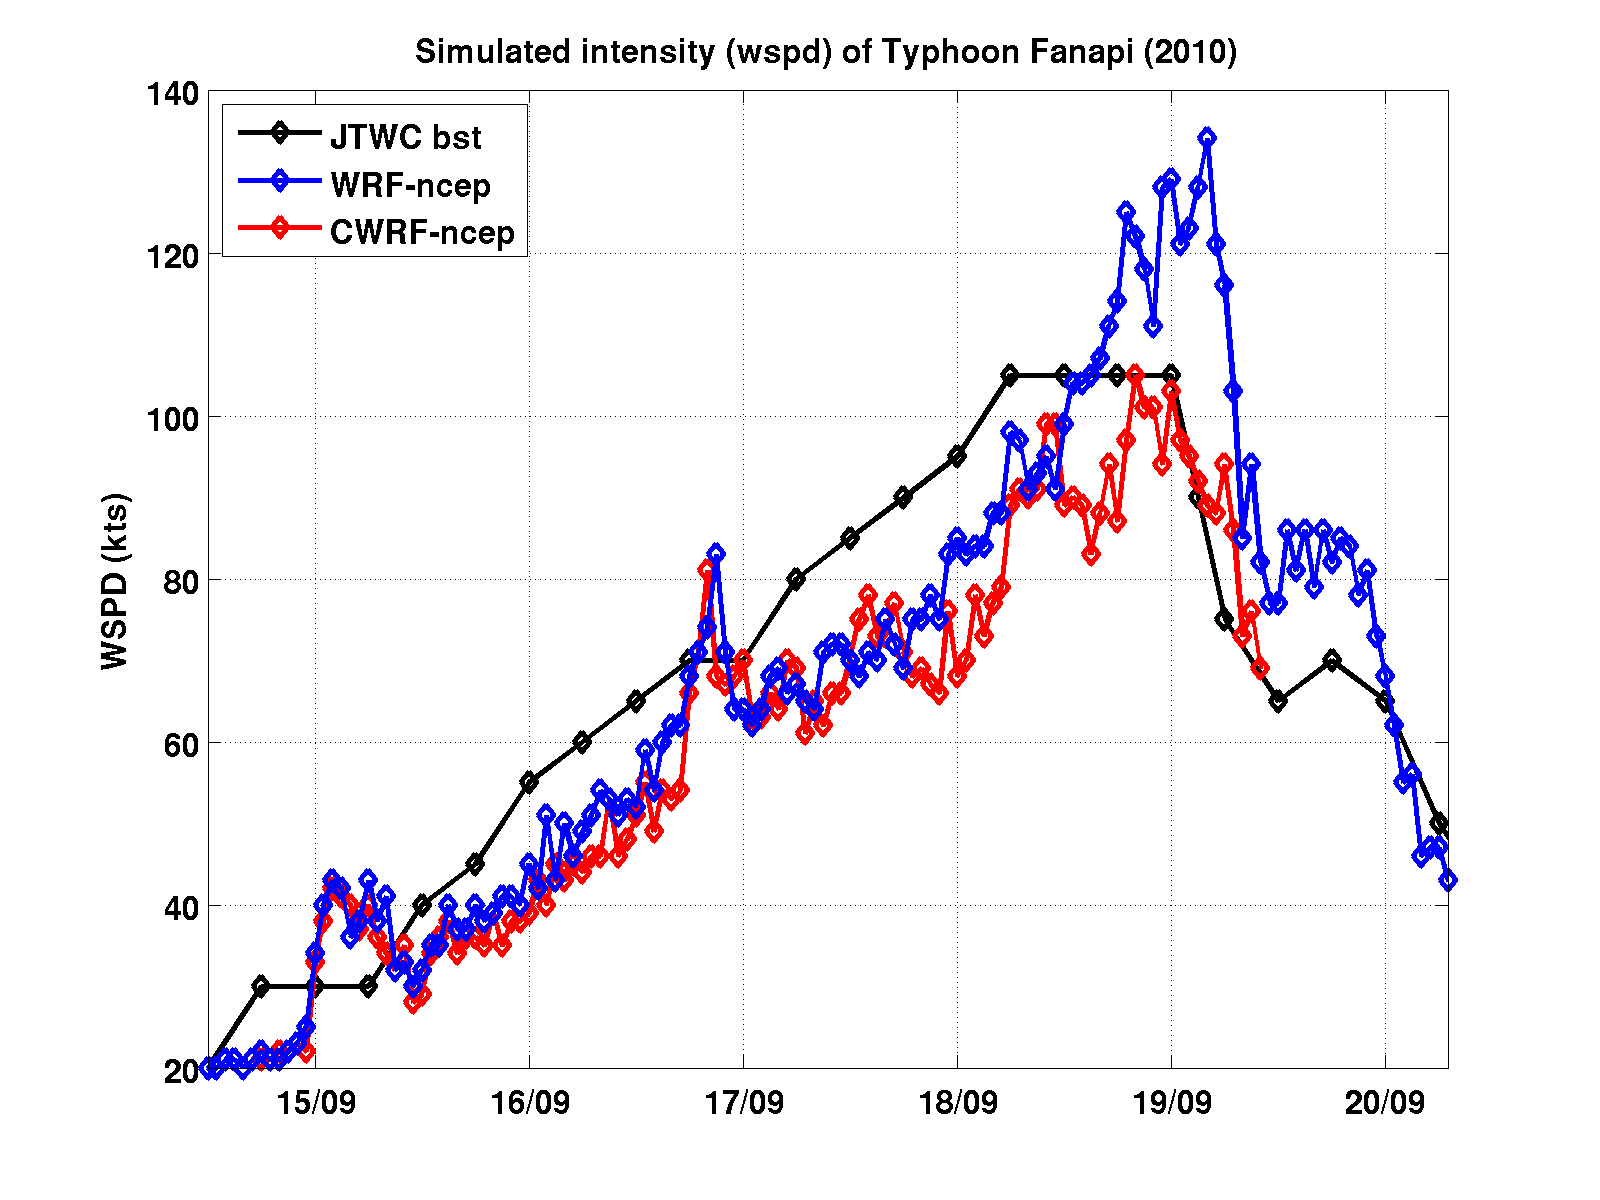 Simulated intensity (wspd) of Typhoon Fanapi (2010)
140
JTWC bst
WRF-ncep
CWRF-ncep
120
100
80
60
40
20
WSPD (kts)
15/09 16/09 17/09 18/09 19/09 20/09